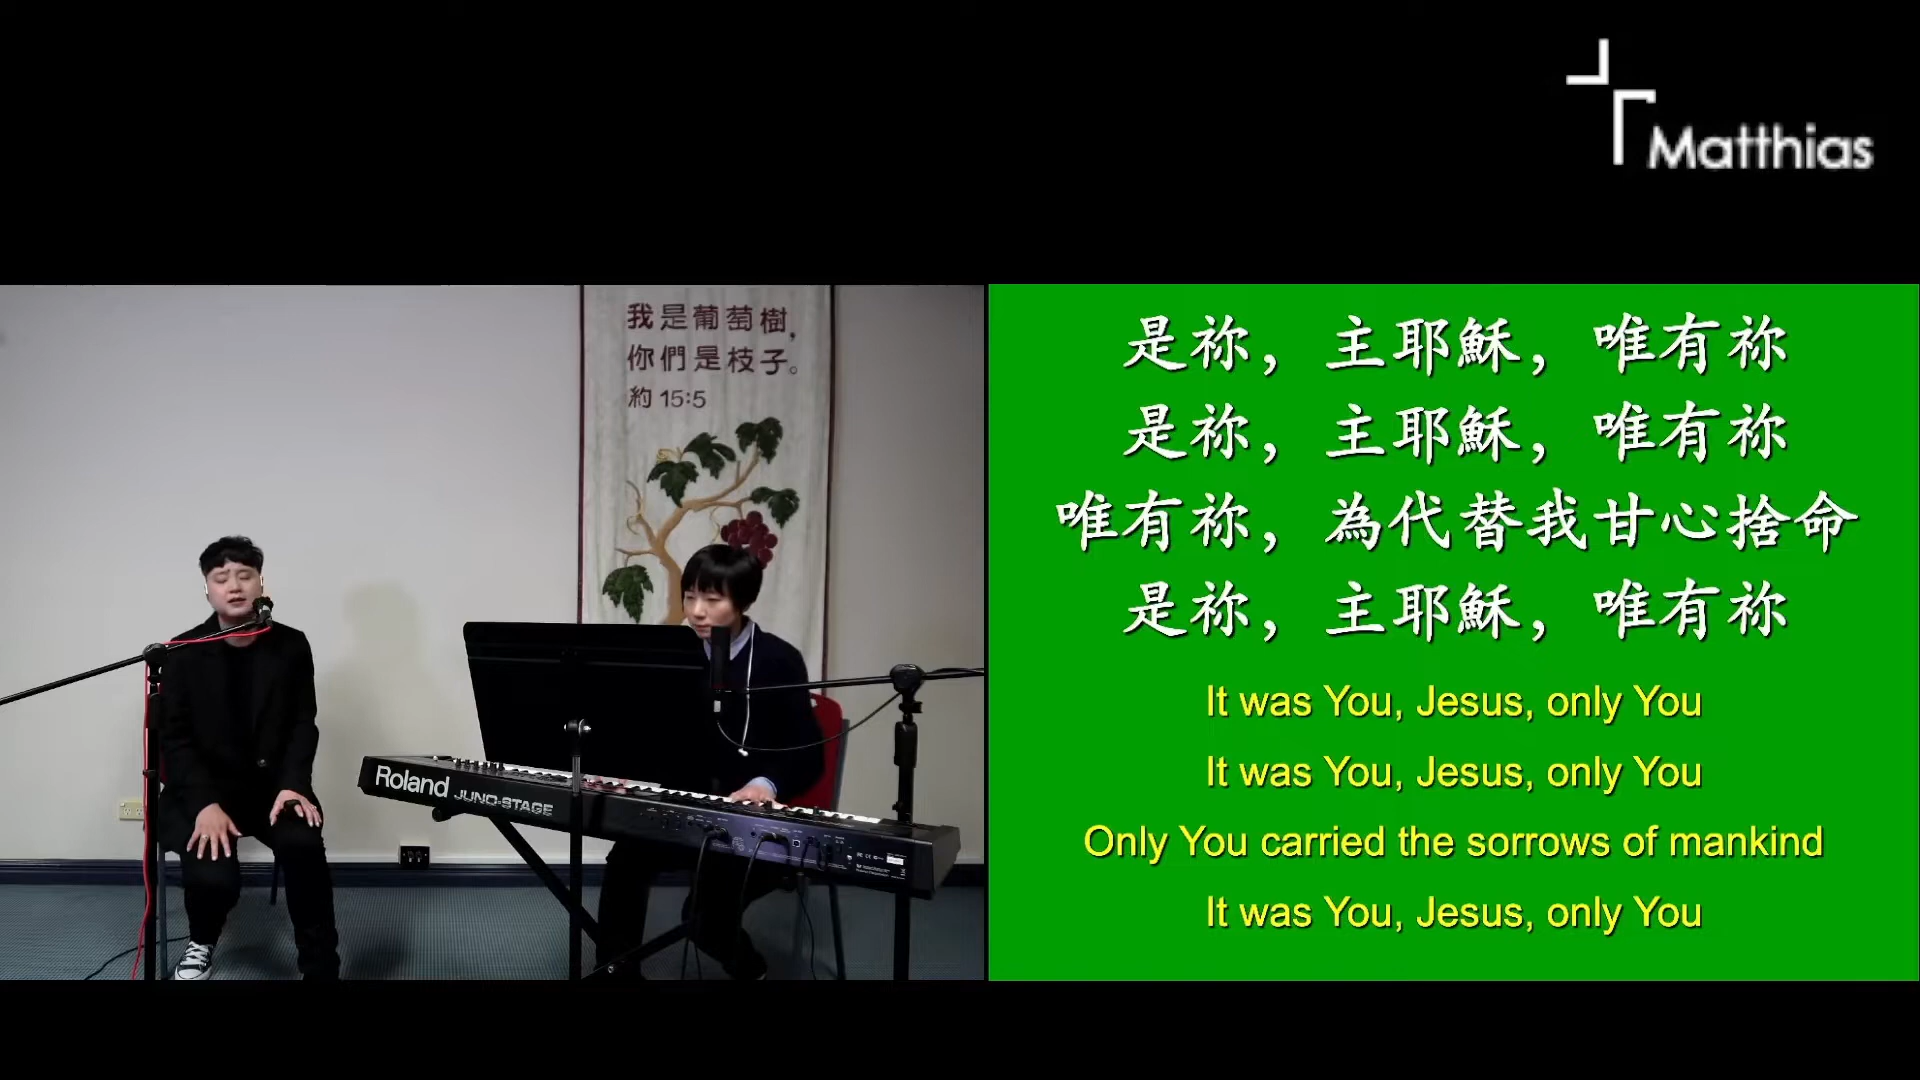 Matthias
我是葡萄樹,
你們是枝子。
約 15:5
Roland
JUNO-STAGE
是祢，主耶穌，唯有祢
是祢，主耶穌，唯有祢
唯有祢，為代替我甘心捨命
是祢，主耶穌，唯有祢
It was You, Jesus, only You
It was You, Jesus, only You
Only You carried the sorrows of mankind
It was You, Jesus, only You